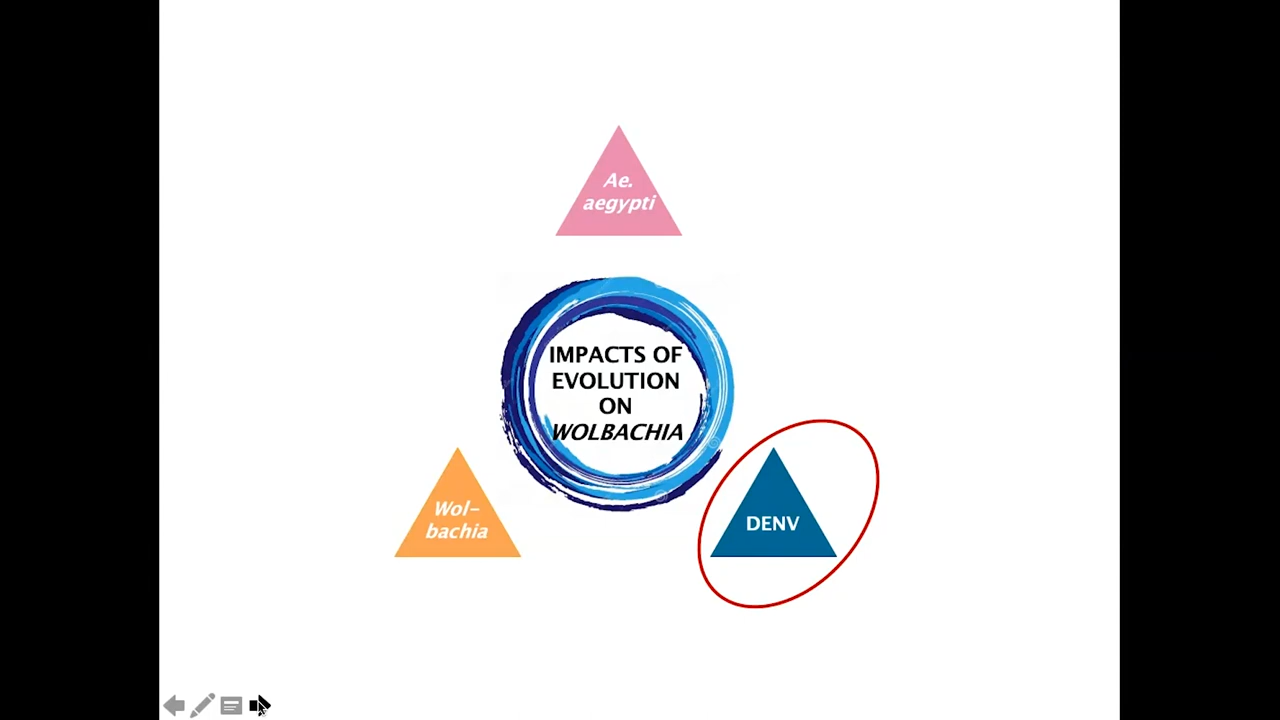 Ae.
aegypti
IMPACTS OF
EVOLUTION
ON
WOLBACHIA
Wol-
bachia
DENV